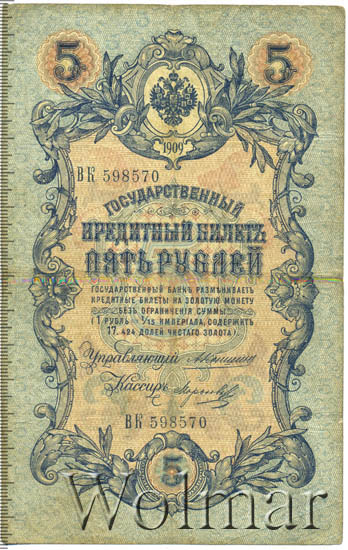 5 5
1909
ВК 598570
ГОСУДАРСТВЕННЫЙ
КРЕДИТНЫЙ БИЛЕТЪ
ПЯТЬ РУБЛЕЙ
ГОСУДАРСТВЕННЫЙ БАНКЪ РАЗМѢНИВАЕТЪ
КРЕДИТНЫЕ БИЛЕТЫ НА ЗОЛОТУЮ МОНЕТУ
БЕЗЪ ОГРАНИЧЕНІЯ СУММЫ
(1 РУБЛЬ = 1/15 ИМПЕРІАЛА, СОДЕРЖИТЪ
17,424 ДОЛЕЙ ЧИСТАГО ЗОЛОТА).
Управляющій
Кассиръ
ВК 598570
5
Wolmar